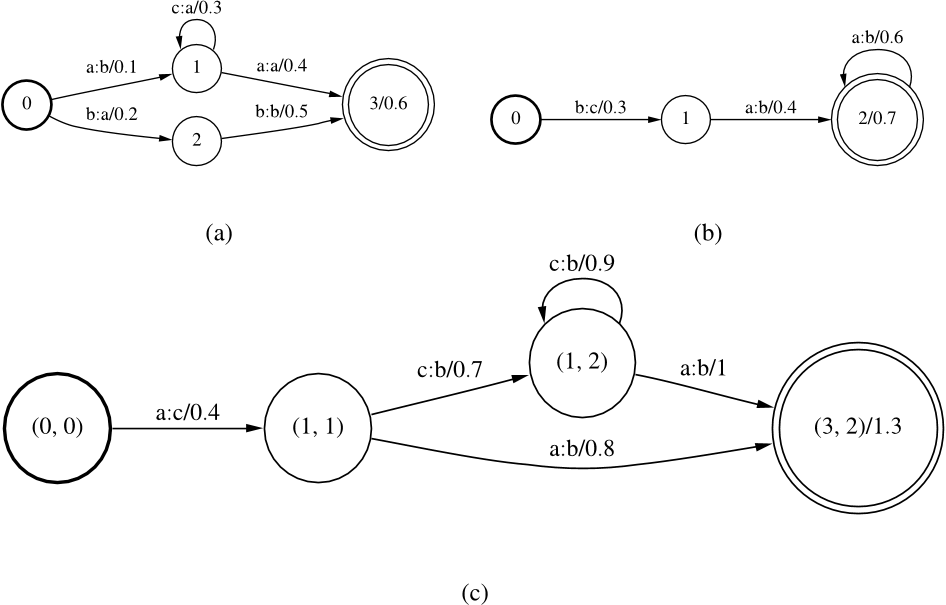 c:a/0.3
a:b/0.1
1
a:a/0.4
0
3/0.6
b:a/0.2
2
b:b/0.5
(a)
a:b/0.6
0
b:c/0.3
1
a:b/0.4
2/0.7
(b)
c:b/0.9
c:b/0.7
(1, 2)
a:b/1
(0, 0)
a:c/0.4
(1, 1)
a:b/0.8
(3, 2)/1.3
(c)